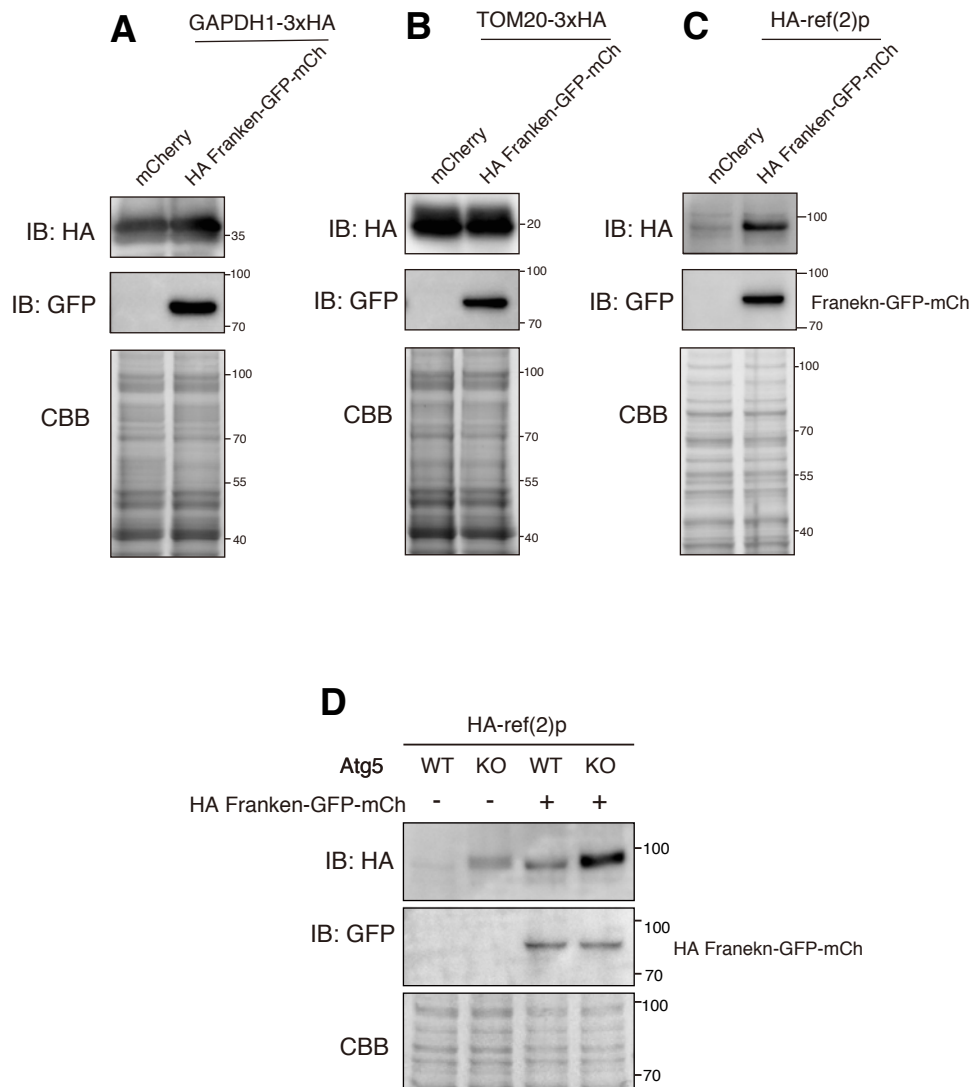 A
GAPDH1-3xHA
mCherry
HA Franken-GFP-mCh
IB: HA
35
IB: GFP
100
70
CBB
100
70
55
40
B
TOM20-3xHA
mCherry
HA Franken-GFP-mCh
IB: HA
20
IB: GFP
100
70
CBB
100
70
55
40
C
HA-ref(2)p
mCherry
HA Franken-GFP-mCh
IB: HA
100
IB: GFP
100
70
Franekn-GFP-mCh
CBB
100
70
55
40
D
HA-ref(2)p
Atg5 WT KO WT KO
HA Franken-GFP-mCh - - + +
IB: HA
100
IB: GFP
100
70
HA Franekn-GFP-mCh
CBB
100
70